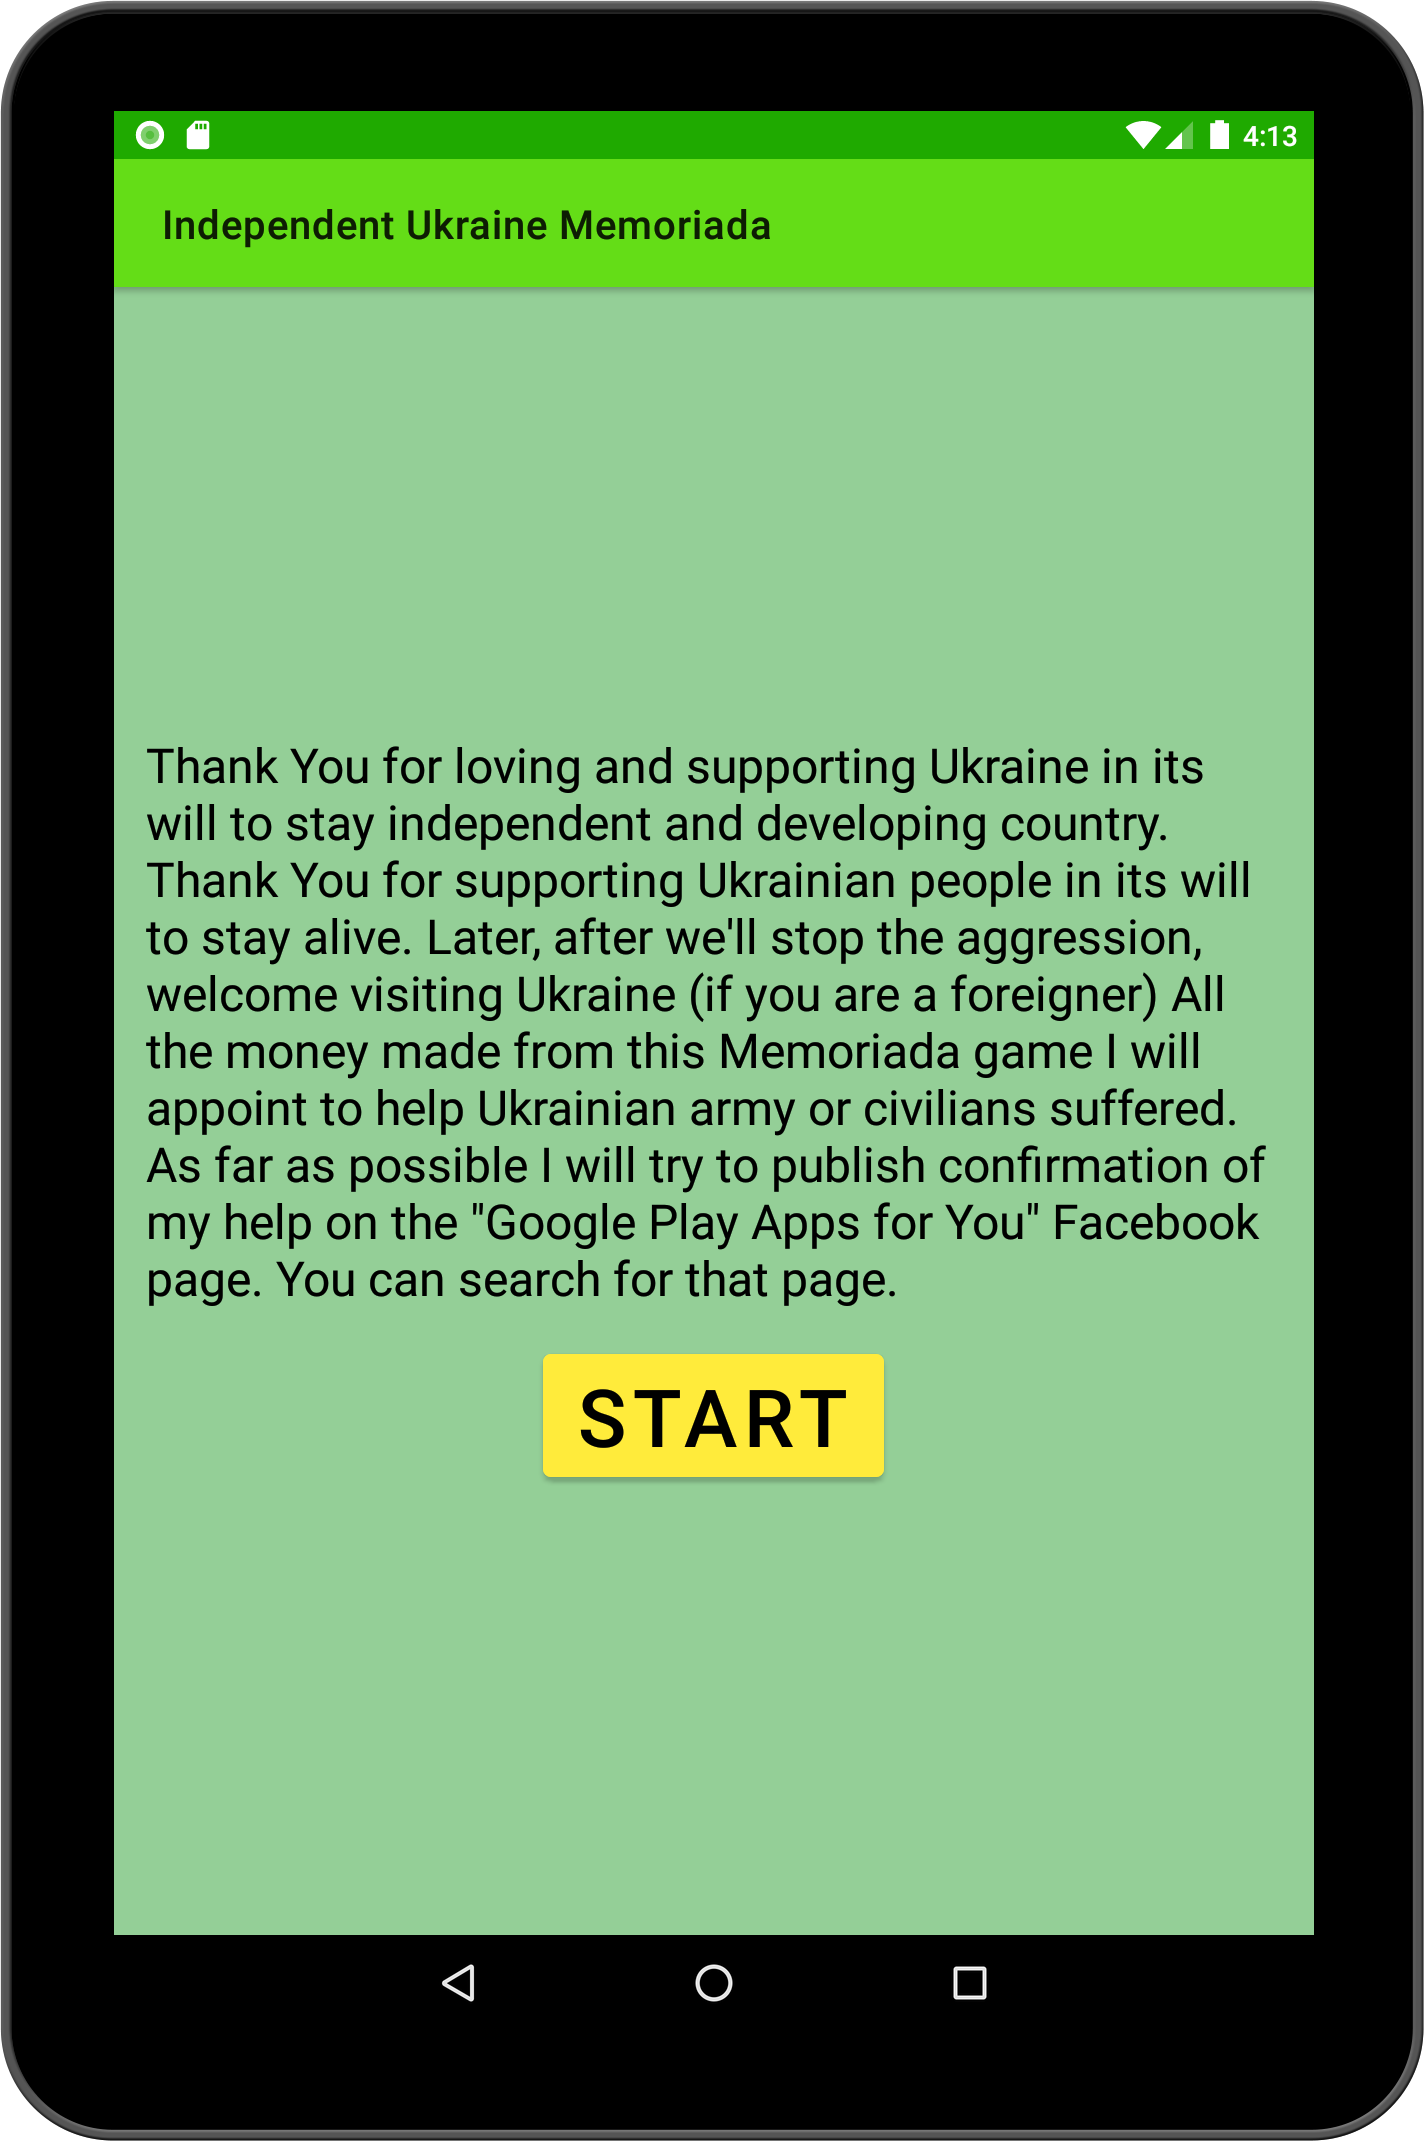 4:13
Independent Ukraine Memoriada
Thank You for loving and supporting Ukraine in its
will to stay independent and developing country.
Thank You for supporting Ukrainian people in its will
to stay alive. Later, after we'll stop the aggression,
welcome visiting Ukraine (if you are a foreigner) All
the money made from this Memoriada game I will
appoint to help Ukrainian army or civilians suffered.
As far as possible I will try to publish confirmation of
my help on the "Google Play Apps for You" Facebook
page. You can search for that page.
START